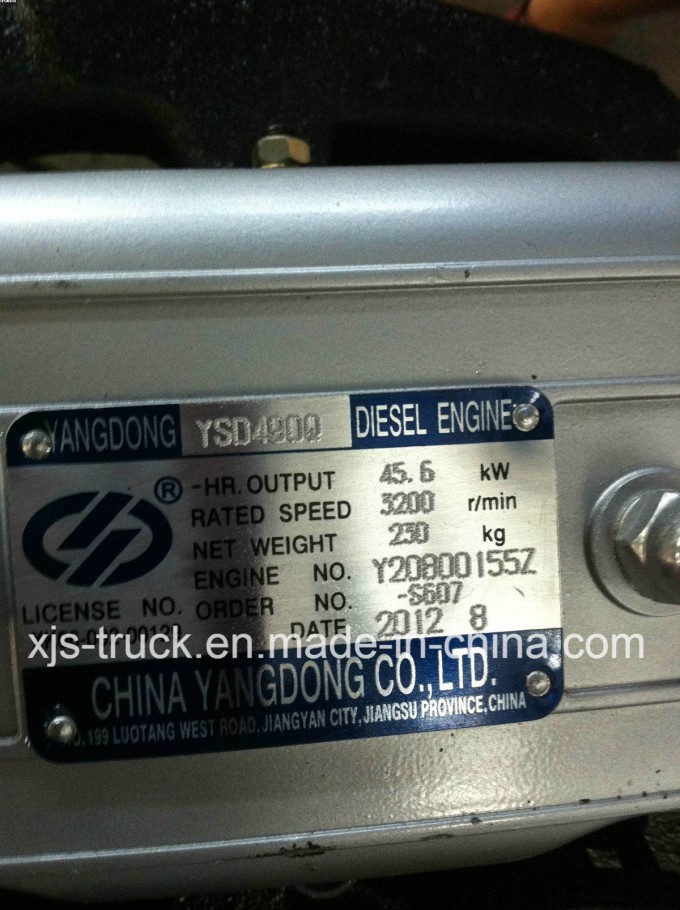 YANGDONG YSD490Q DIESEL ENGINE
®
-HR. OUTPUT 45.6 kW
RATED SPEED 3200 r/min
NET WEIGHT 230 kg
ENGINE NO. Y20800155Z
LICENSE NO. ORDER NO. -S607
DATE 2012 8
xjs-truck.en.made-in-china.com
CHINA YANGDONG CO.,LTD.
NO.199 LUOTANG WEST ROAD, JIANGYAN CITY, JIANGSU PROVINCE, CHINA